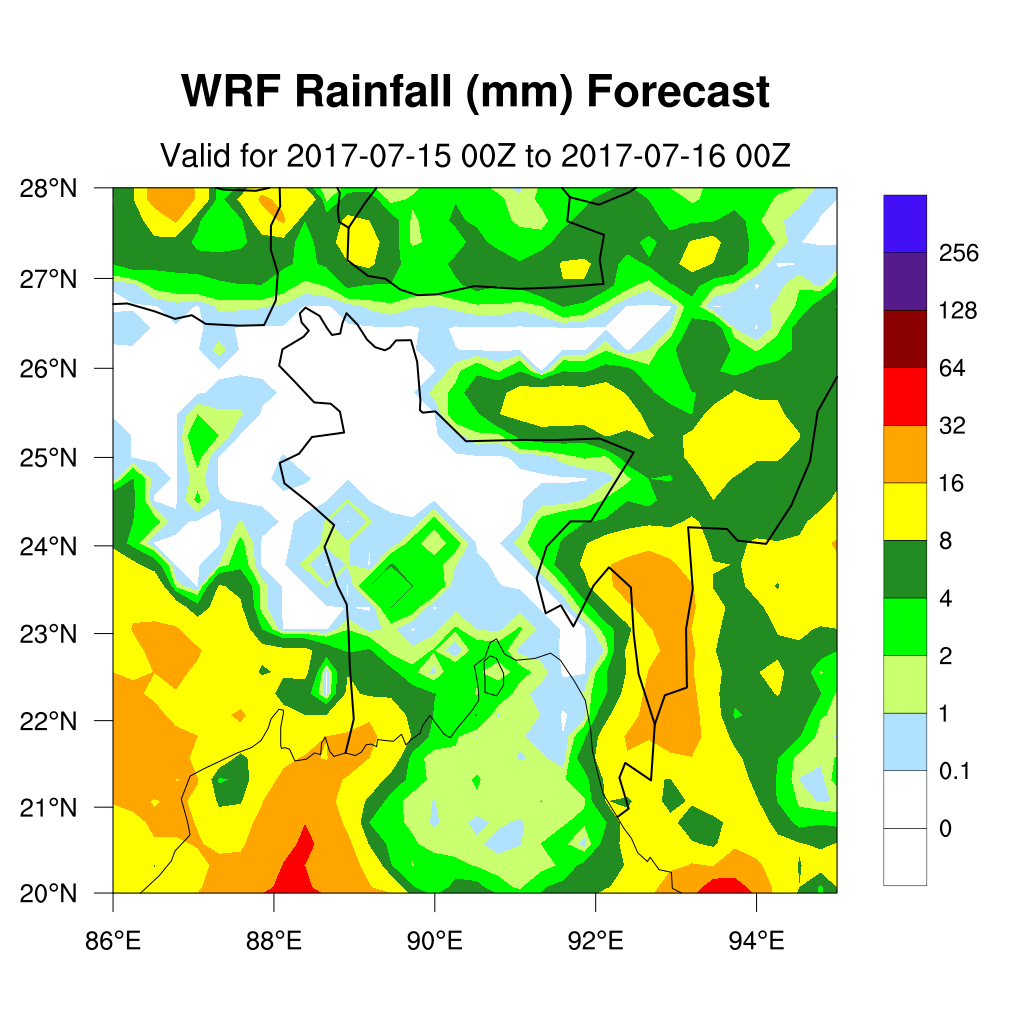 WRF Rainfall (mm) Forecast
Valid for 2017-07-15 00Z to 2017-07-16 00Z
28°N
27°N
26°N
25°N
24°N
23°N
22°N
21°N
20°N
86°E 88°E 90°E 92°E 94°E
256
128
64
32
16
8
4
2
1
0.1
0